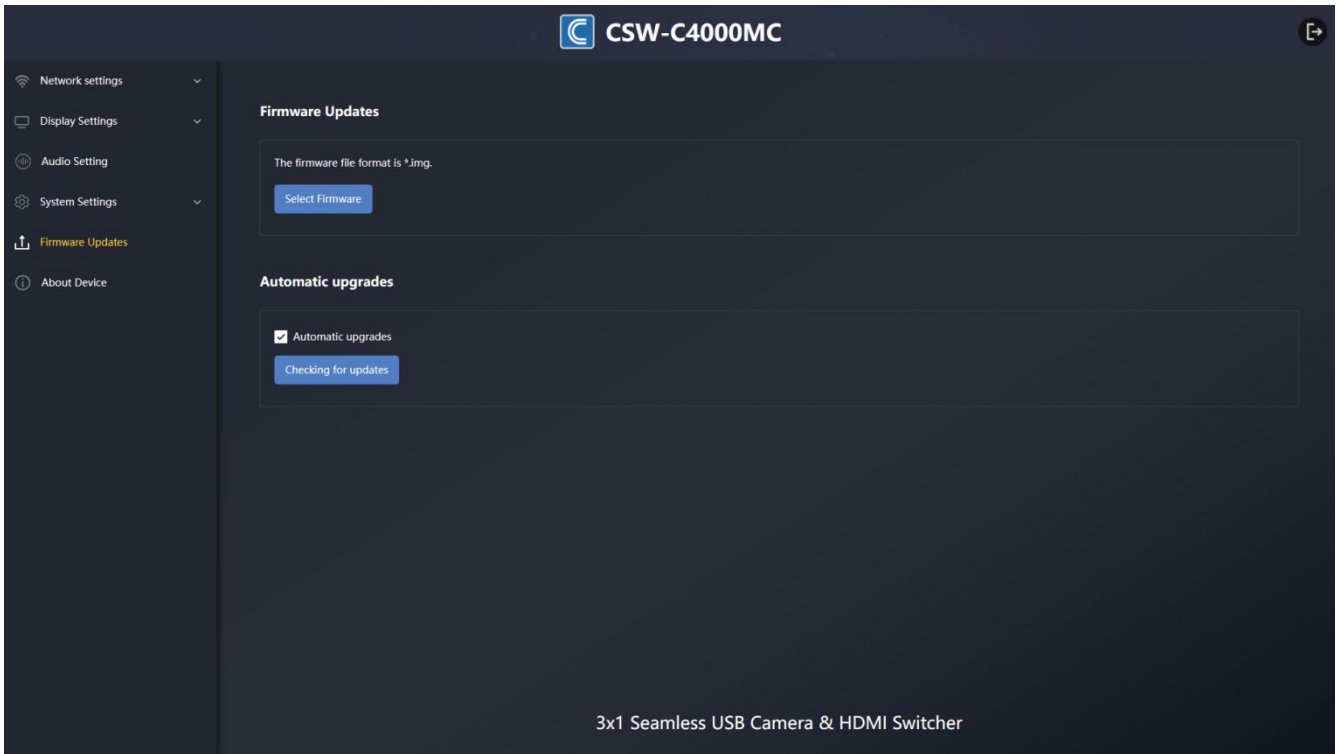 CSW-C4000MC
Network settings
Display Settings
Audio Setting
System Settings
Firmware Updates
About Device
Firmware Updates
The firmware file format is *.img.
Select Firmware
Automatic upgrades
Automatic upgrades
Checking for updates
3x1 Seamless USB Camera & HDMI Switcher